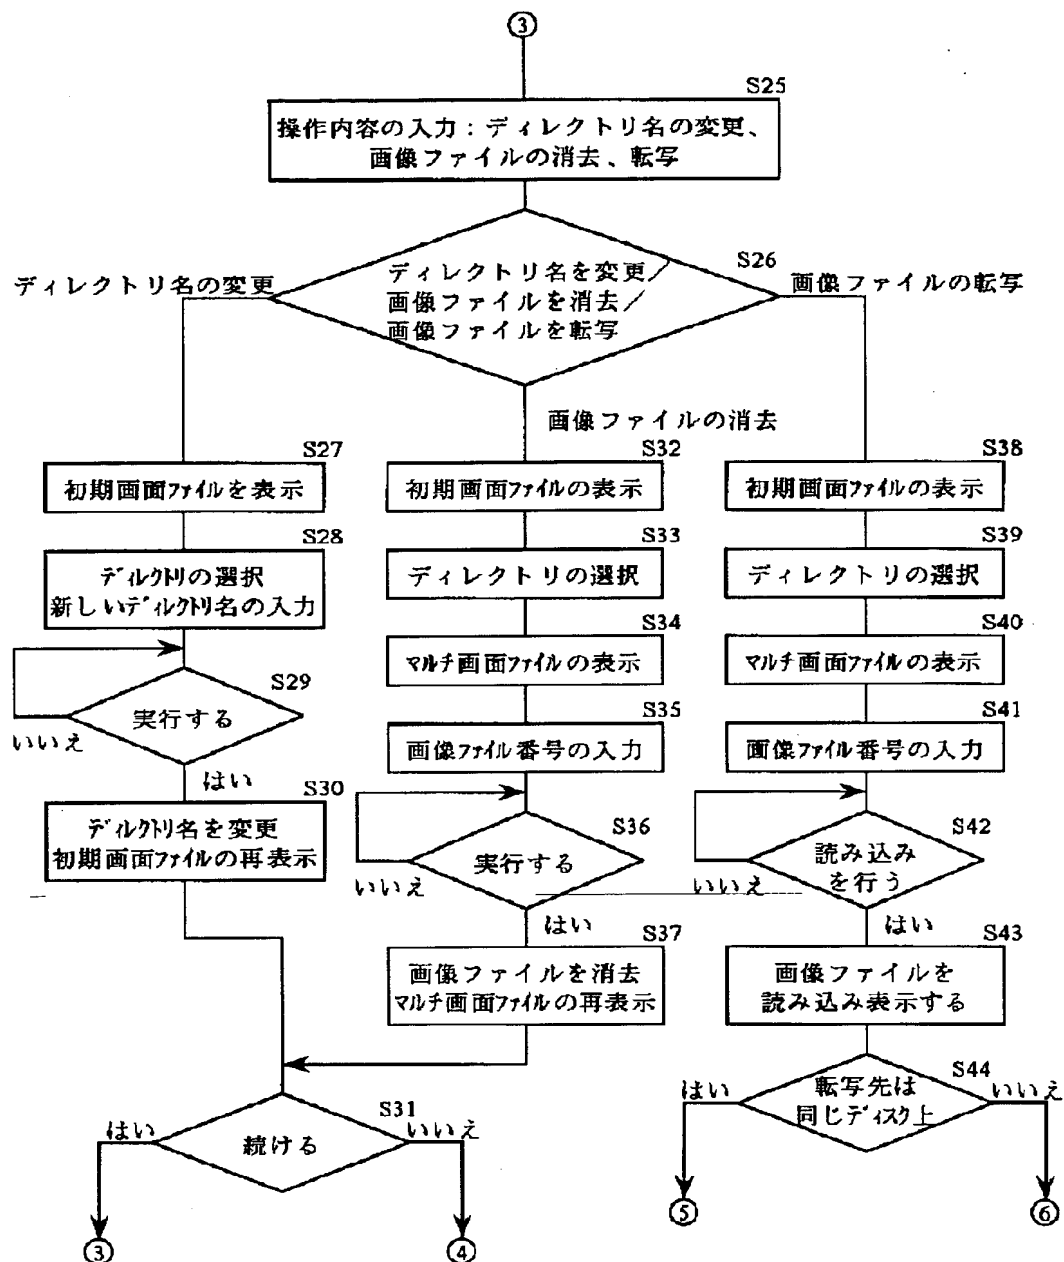 ③
S25
操作内容の入力：ディレクトリ名の変更、
画像ファイルの消去、転写
S26
ディレクトリ名を変更／
画像ファイルを消去／
画像ファイルを転写
ディレクトリ名の変更
画像ファイルの転写
画像ファイルの消去
S27
初期画面ファイルを表示
S28
ディレクトリの選択
新しいディレクトリ名の入力
S29
実行する
いいえ
はい
S30
ディレクトリ名を変更
初期画面ファイルの再表示
S32
初期画面ファイルの表示
S33
ディレクトリの選択
S34
マルチ画面ファイルの表示
S35
画像ファイル番号の入力
S36
実行する
いいえ
はい
S37
画像ファイルを消去
マルチ画面ファイルの再表示
S31
続ける
はい
いいえ
③
④
S38
初期画面ファイルの表示
S39
ディレクトリの選択
S40
マルチ画面ファイルの表示
S41
画像ファイル番号の入力
S42
読み込み
を行う
いいえ
はい
S43
画像ファイルを
読み込み表示する
S44
転写先は
同じディスク上
はい
いいえ
⑤
⑥